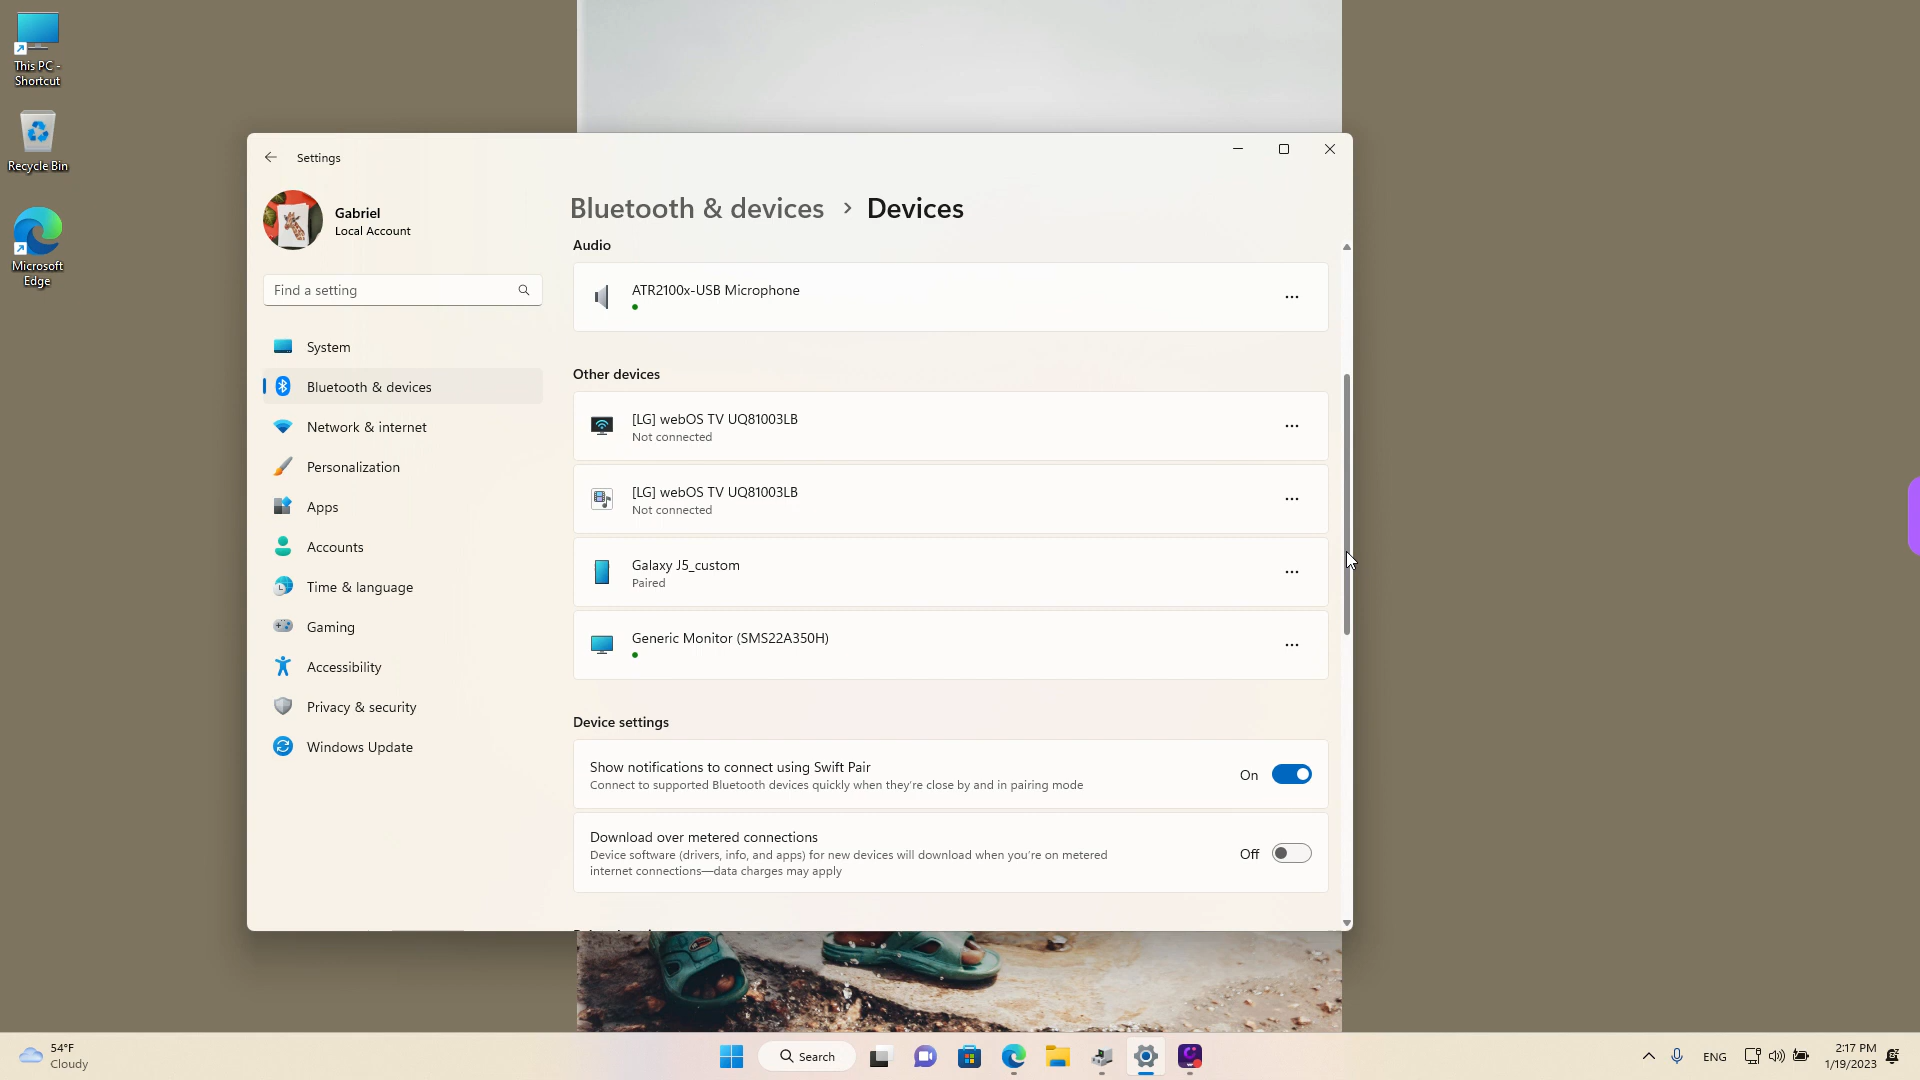 This PC -
Shortcut
Recycle Bin
Microsoft
Edge
Settings
Gabriel
Local Account
Find a setting
System
Bluetooth & devices
Network & internet
Personalization
Apps
Accounts
Time & language
Gaming
Accessibility
Privacy & security
Windows Update
Bluetooth & devices > Devices
Audio
ATR2100x-USB Microphone
Other devices
[LG] webOS TV UQ81003LB
Not connected
[LG] webOS TV UQ81003LB
Not connected
Galaxy J5_custom
Paired
Generic Monitor (SMS22A350H)
Device settings
Show notifications to connect using Swift Pair
Connect to supported Bluetooth devices quickly when they're close by and in pairing mode
On
Download over metered connections
Device software (drivers, info, and apps) for new devices will download when you're on metered
internet connections—data charges may apply
Off
54°F
Cloudy
Search
ENG
2:17 PM
1/19/2023